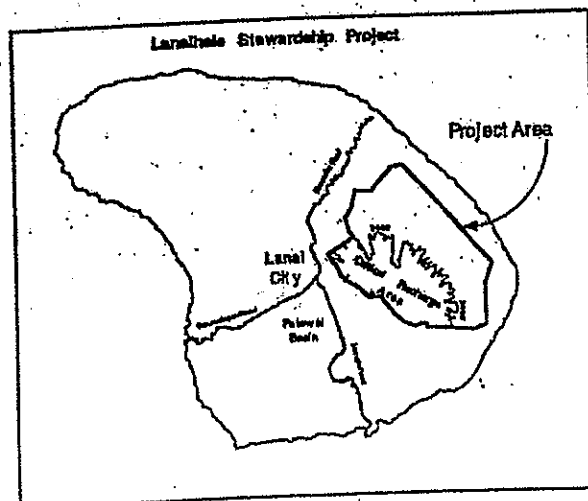 Lanaihale Stewardship Project
Project Area
Lanai
City
Critical
Recharge
Area
Palawai
Basin